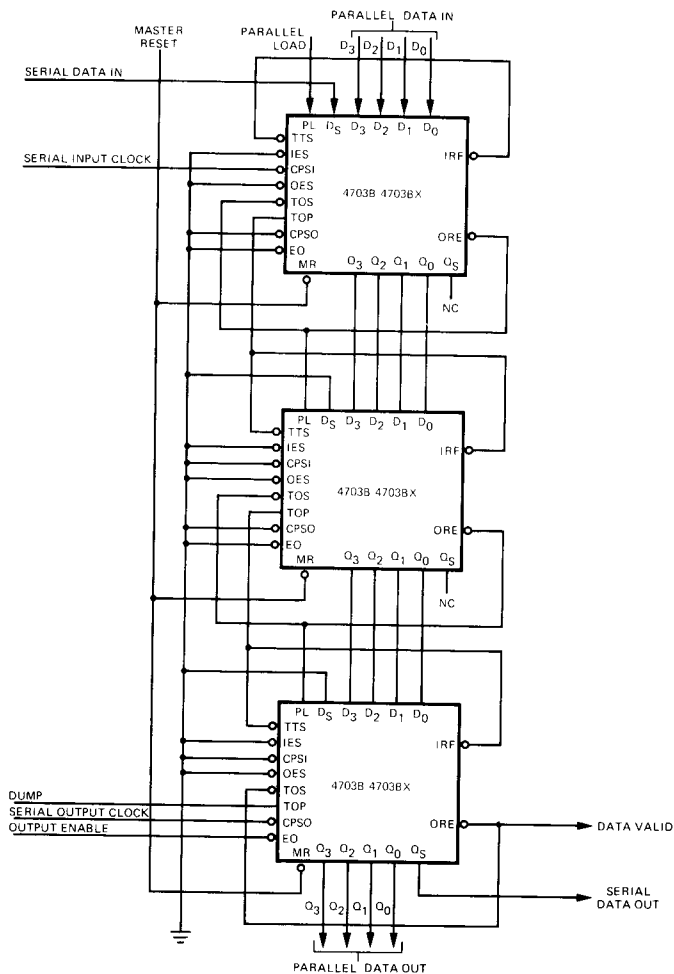 PARALLEL DATA IN
MASTER
RESET
PARALLEL
LOAD
D3 D2 D1 D0
SERIAL DATA IN
PL DS D3 D2 D1 D0
TTS
IES
IRF
SERIAL INPUT CLOCK
CPSI
OES
4703B 4703BX
TOS
TOP
CPSO
ORE
EO
MR Q3 Q2 Q1 Q0 QS
NC
PL DS D3 D2 D1 D0
TTS
IES
IRF
CPSI
OES
4703B 4703BX
TOS
TOP
CPSO
ORE
EO
MR Q3 Q2 Q1 Q0 QS
NC
PL DS D3 D2 D1 D0
TTS
IES
IRF
CPSI
OES
4703B 4703BX
TOS
DUMP
TOP
SERIAL OUTPUT CLOCK
CPSO
ORE
DATA VALID
OUTPUT ENABLE
EO
MR Q3 Q2 Q1 Q0 QS
SERIAL
DATA OUT
Q3 Q2 Q1 Q0
PARALLEL DATA OUT